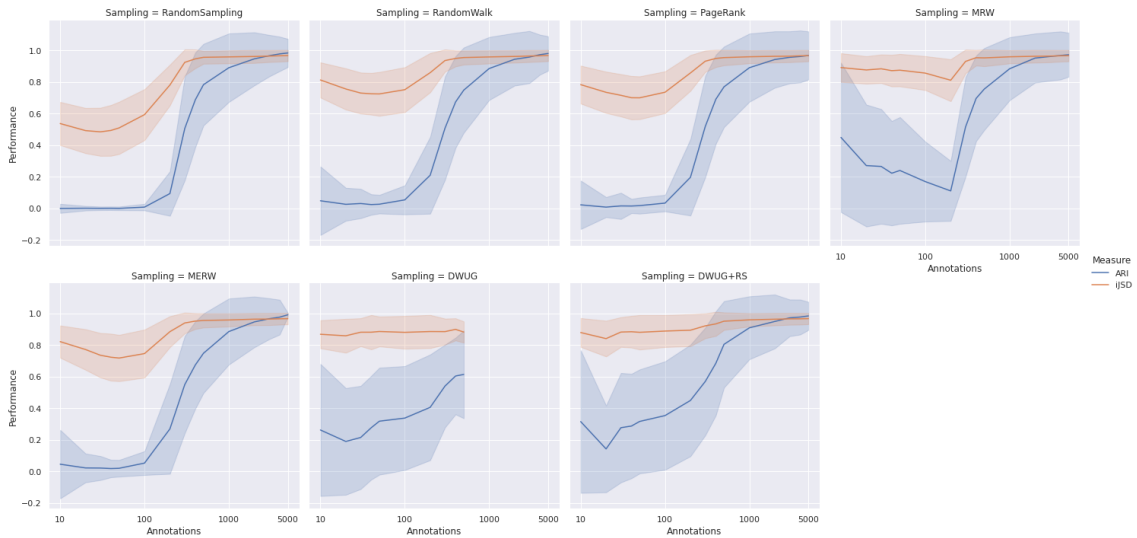 Sampling = RandomSampling
Sampling = RandomWalk
Sampling = PageRank
Sampling = MRW
Performance
1.0
0.8
0.6
0.4
0.2
0.0
−0.2
10
100
1000
5000
Annotations
Sampling = MERW
Sampling = DWUG
Sampling = DWUG+RS
Performance
1.0
0.8
0.6
0.4
0.2
0.0
−0.2
10
100
1000
5000
Annotations
10
100
1000
5000
Annotations
10
100
1000
5000
Annotations
Measure
ARI
iJSD